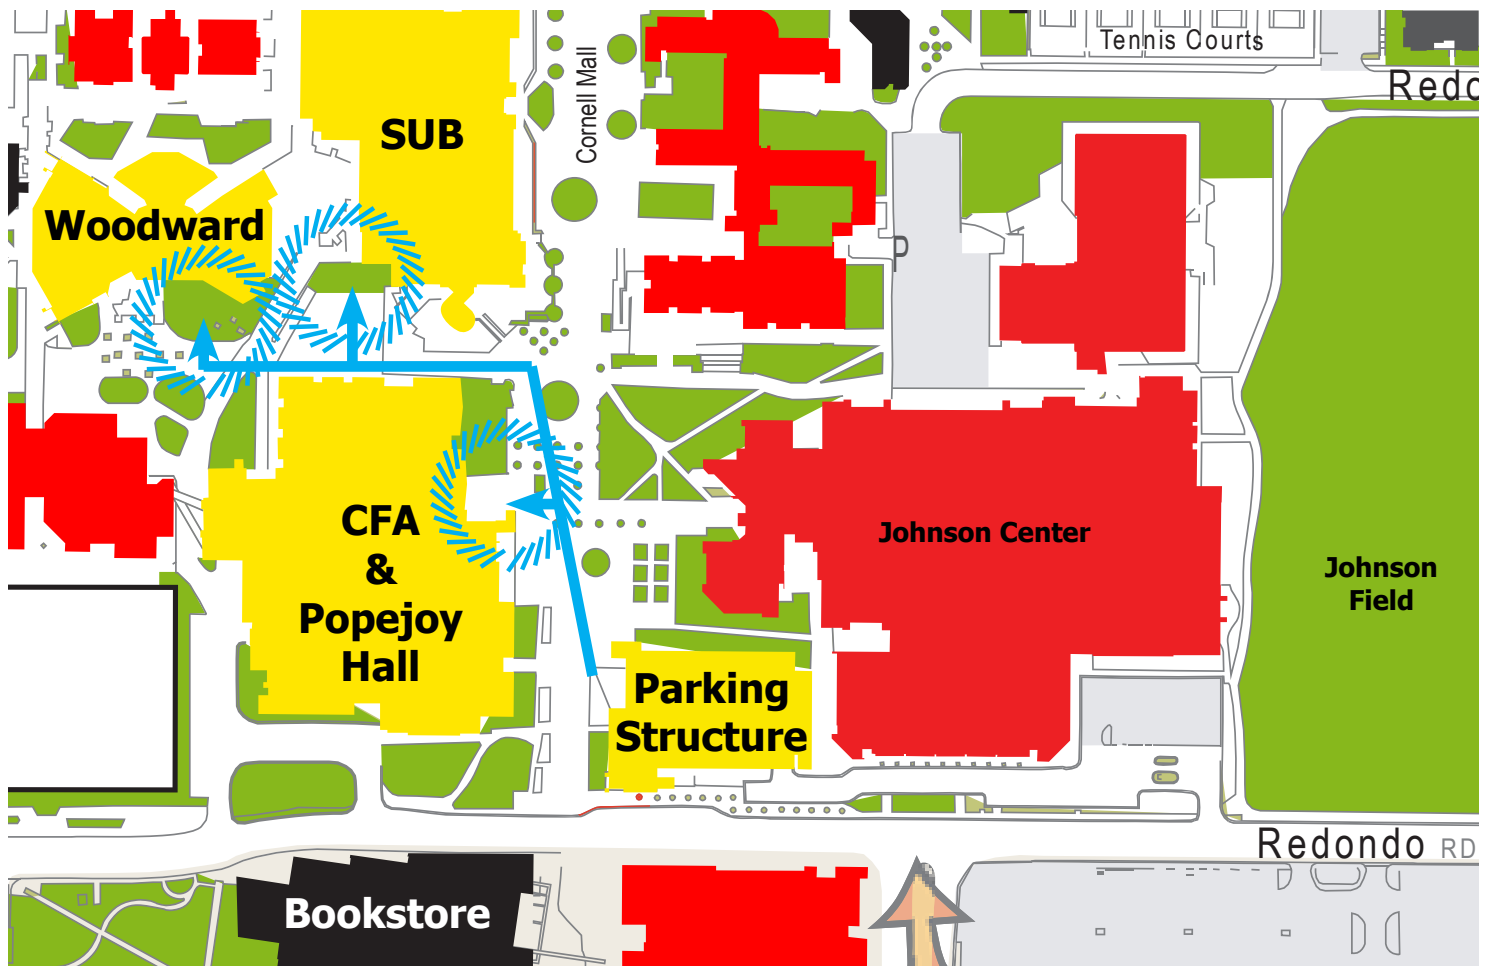 Tennis Courts
Redo
Cornell Mall
SUB
Woodward
P
CFA
&
Popejoy
Hall
Johnson Center
Johnson
Field
Parking
Structure
Redondo RD
Bookstore